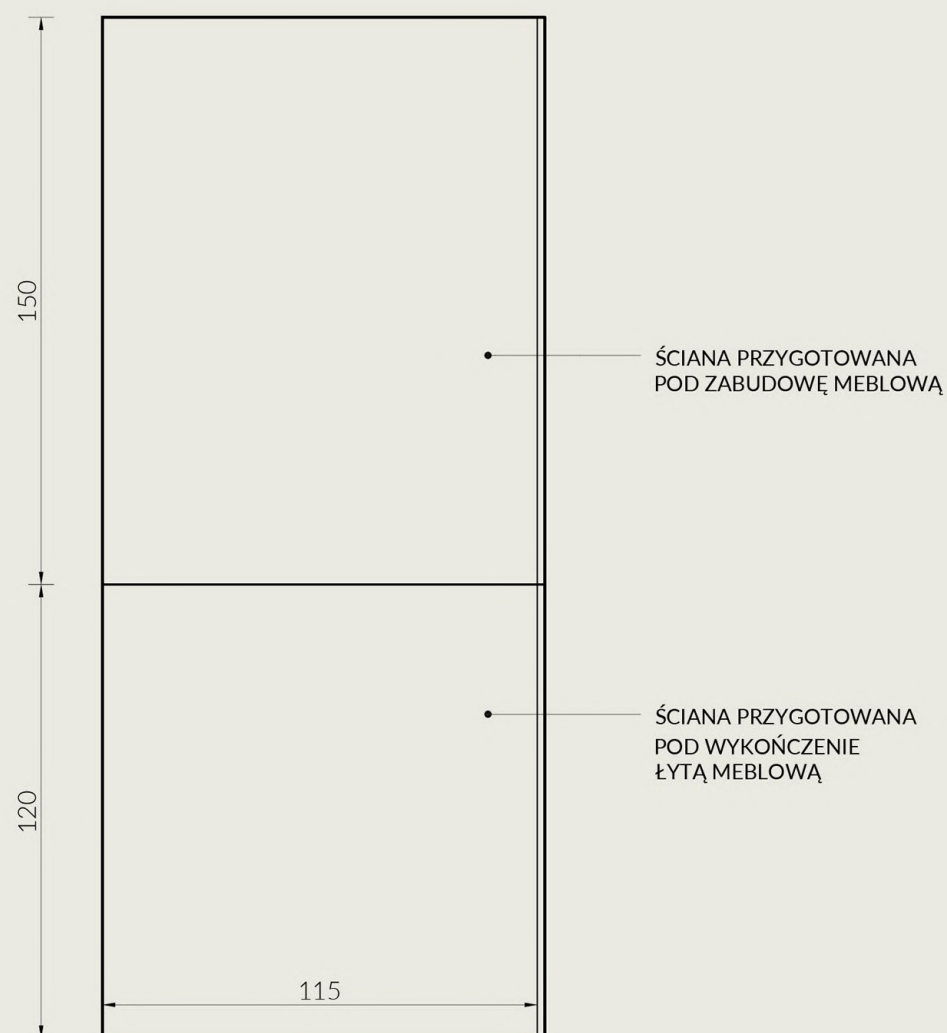 150
ŚCIANA PRZYGOTOWANA
POD ZABUDOWĘ MEBLOWĄ
120
ŚCIANA PRZYGOTOWANA
POD WYKOŃCZENIE
ŁYTĄ MEBLOWĄ
115